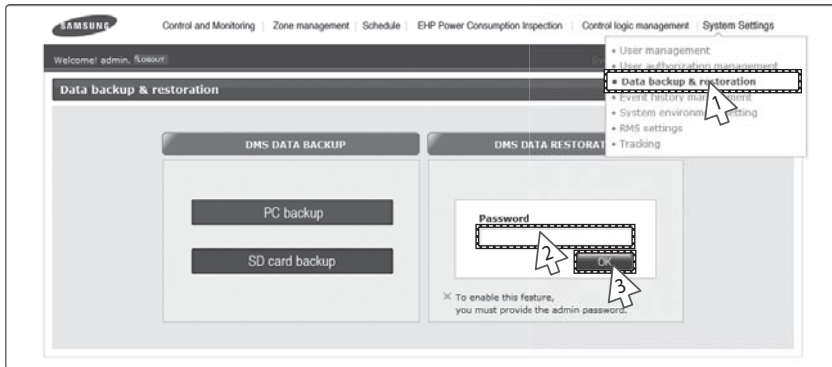 SAMSUNG
Control and Monitoring | Zone management | Schedule | EHP Power Consumption Inspection | Control logic management | System Settings
Welcome! admin. LOGOUT
• User management
• User authorization management
Data backup & restoration
• Data backup & restoration
1
• Event history management
• System environment setting
• RMS settings
• Tracking
DMS DATA BACKUP
DMS DATA RESTORAT
PC backup
SD card backup
Password
2
OK
3
※ To enable this feature,
you must provide the admin password.